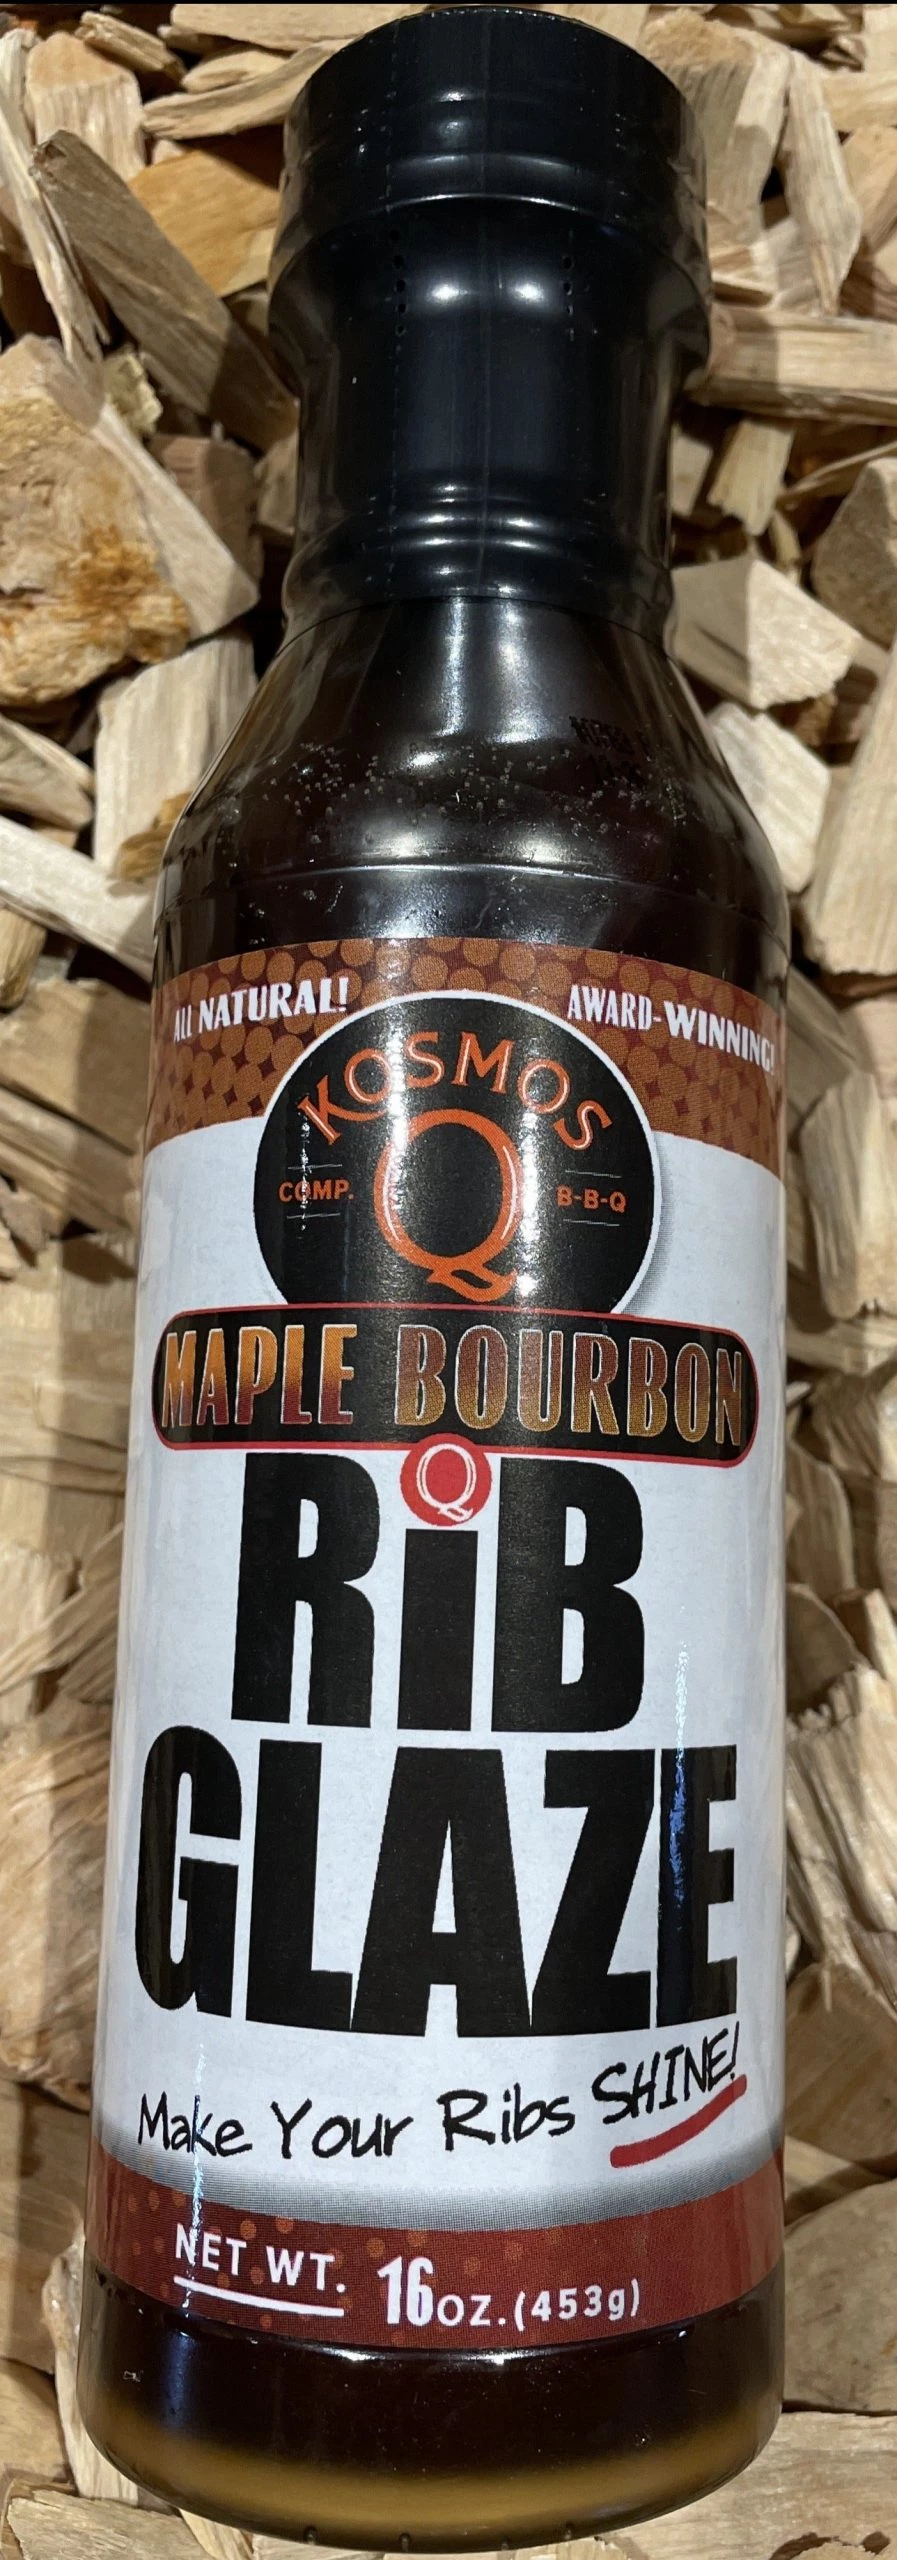 ALL NATURAL!
AWARD-WINNING!
KOSMOS
COMP. Q B-B-Q
MAPLE BOURBON
Q
RiB
GLAZE
Make Your Ribs SHINE!
NET WT. 16oz.(453g)